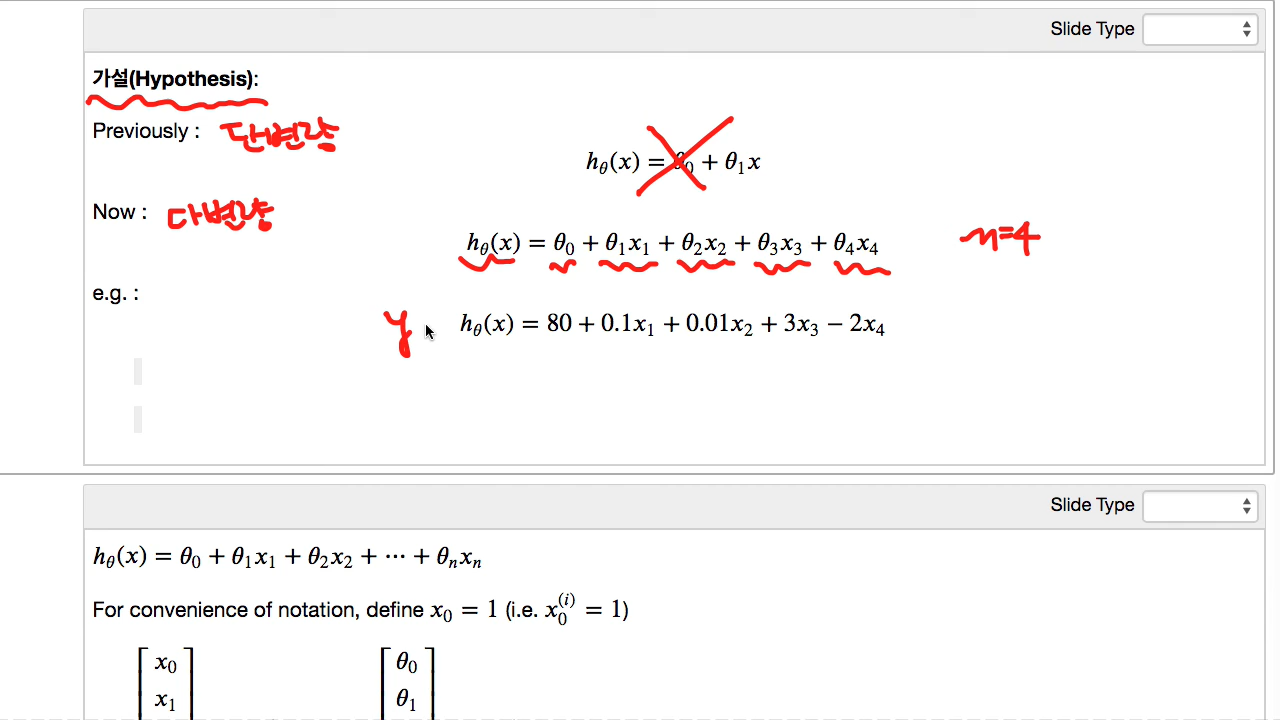 Slide Type
가설(Hypothesis):
Previously : 단변량
hθ(x) = θ0 + θ1x
Now : 다변량
hθ(x) = θ0 + θ1x1 + θ2x2 + θ3x3 + θ4x4 n=4
e.g. :
y hθ(x) = 80 + 0.1x1 + 0.01x2 + 3x3 − 2x4
Slide Type
hθ(x) = θ0 + θ1x1 + θ2x2 + ⋯ + θnxn
For convenience of notation, define x0 = 1 (i.e. x0(i) = 1)
x0 θ0
x1 θ1